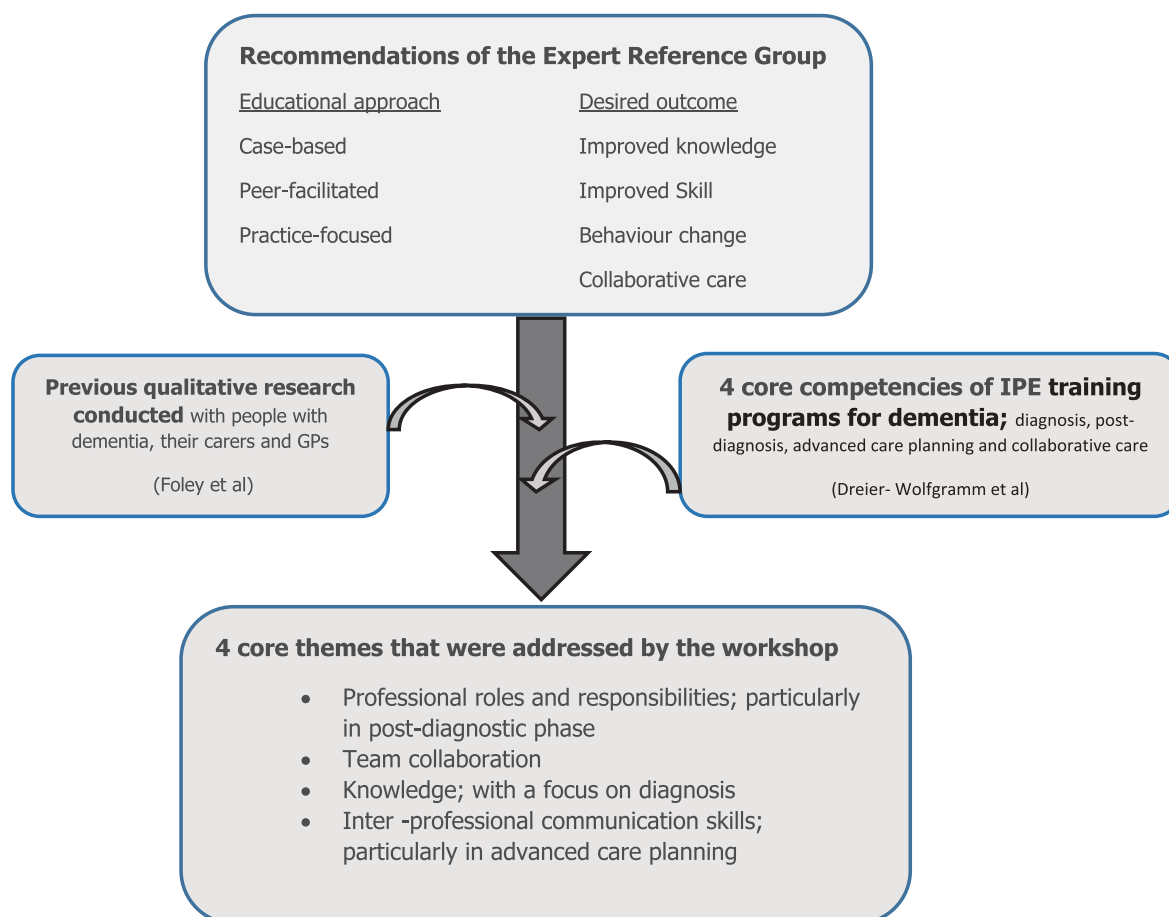 Recommendations of the Expert Reference Group
Educational approach
Desired outcome
Case-based
Improved knowledge
Peer-facilitated
Improved Skill
Practice-focused
Behaviour change
Collaborative care
Previous qualitative research
conducted with people with
dementia, their carers and GPs
(Foley et al)
4 core competencies of IPE training
programs for dementia; diagnosis, post-
diagnosis, advanced care planning and collaborative care
(Dreier- Wolfgramm et al)
4 core themes that were addressed by the workshop
• Professional roles and responsibilities; particularly
in post-diagnostic phase
• Team collaboration
• Knowledge; with a focus on diagnosis
• Inter -professional communication skills;
particularly in advanced care planning